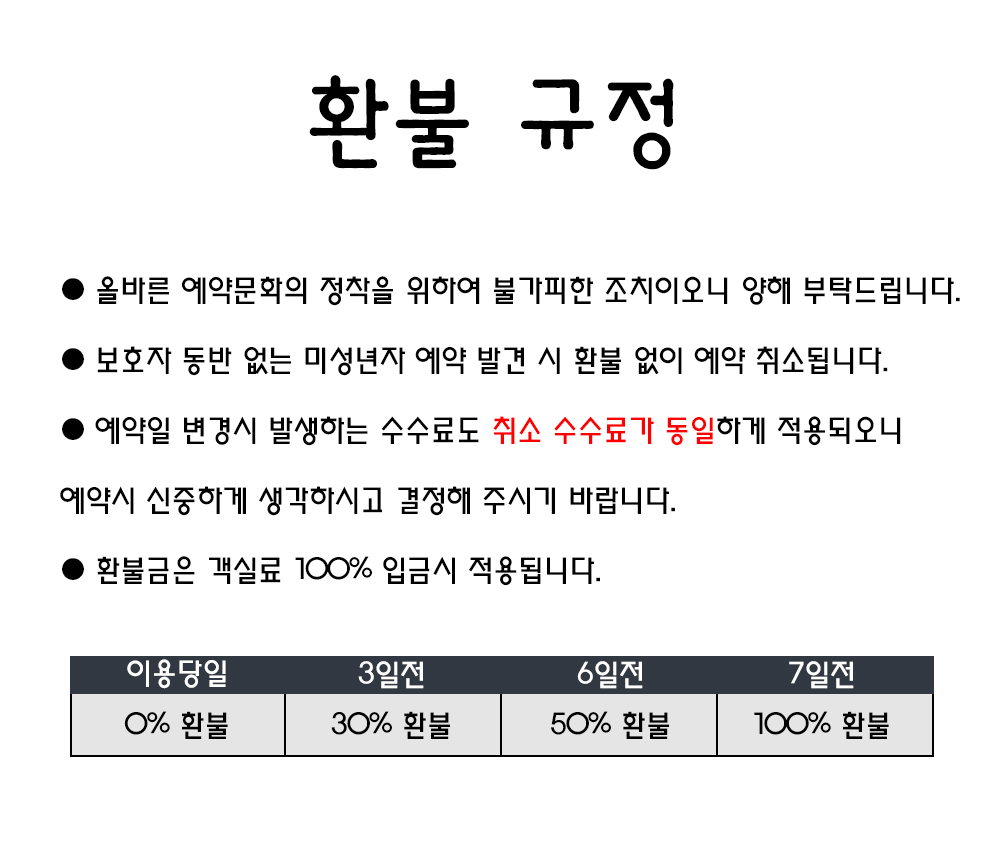 환불 규정
● 올바른 예약문화의 정착을 위하여 불가피한 조치이오니 양해 부탁드립니다.
● 보호자 동반 없는 미성년자 예약 발견 시 환불 없이 예약 취소됩니다.
● 예약일 변경시 발생하는 수수료도 취소 수수료가 동일하게 적용되오니
예약시 신중하게 생각하시고 결정해 주시기 바랍니다.
● 환불금은 객실료 100% 입금시 적용됩니다.
이용당일 3일전 6일전 7일전
0% 환불 30% 환불 50% 환불 100% 환불